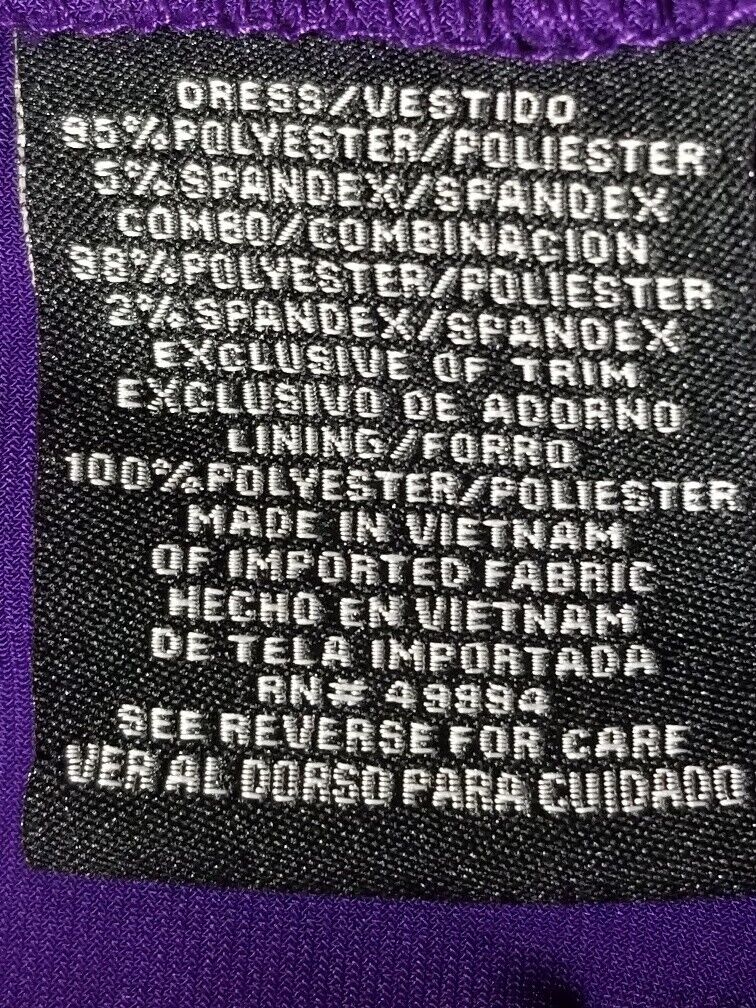 DRESS/VESTIDO
95%POLYESTER/POLIESTER
5%SPANDEX/SPANDEX
COMBO/COMBINACION
98%POLYESTER/POLIESTER
2%SPANDEX/SPANDEX
EXCLUSIVE OF TRIM
EXCLUSIVO DE ADORNO
LINING/FORRO
100%POLYESTER/POLIESTER
MADE IN VIETNAM
OF IMPORTED FABRIC
HECHO EN VIETNAM
DE TELA IMPORTADA
RN# 49994
SEE REVERSE FOR CARE
VER AL DORSO PARA CUIDADO